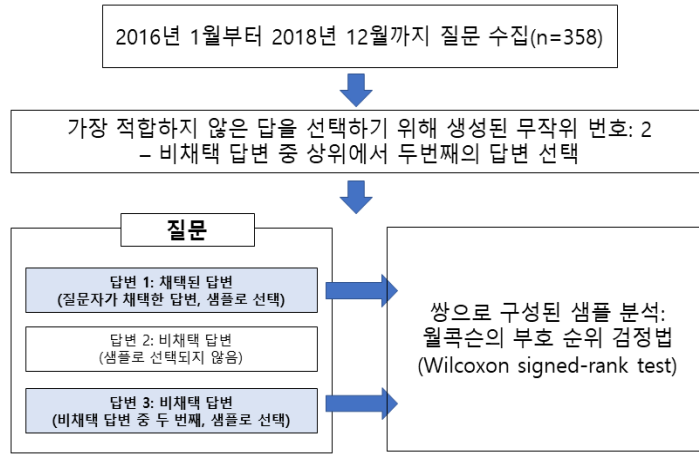 2016년 1월부터 2018년 12월까지 질문 수집(n=358)
가장 적합하지 않은 답을 선택하기 위해 생성된 무작위 번호: 2
– 비채택 답변 중 상위에서 두번째의 답변 선택
질문
답변 1: 채택된 답변
(질문자가 채택한 답변, 샘플로 선택)
답변 2: 비채택 답변
(샘플로 선택되지 않음)
답변 3: 비채택 답변
(비채택 답변 중 두 번째, 샘플로 선택)
쌍으로 구성된 샘플 분석:
월콕슨의 부호 순위 검정법
(Wilcoxon signed-rank test)